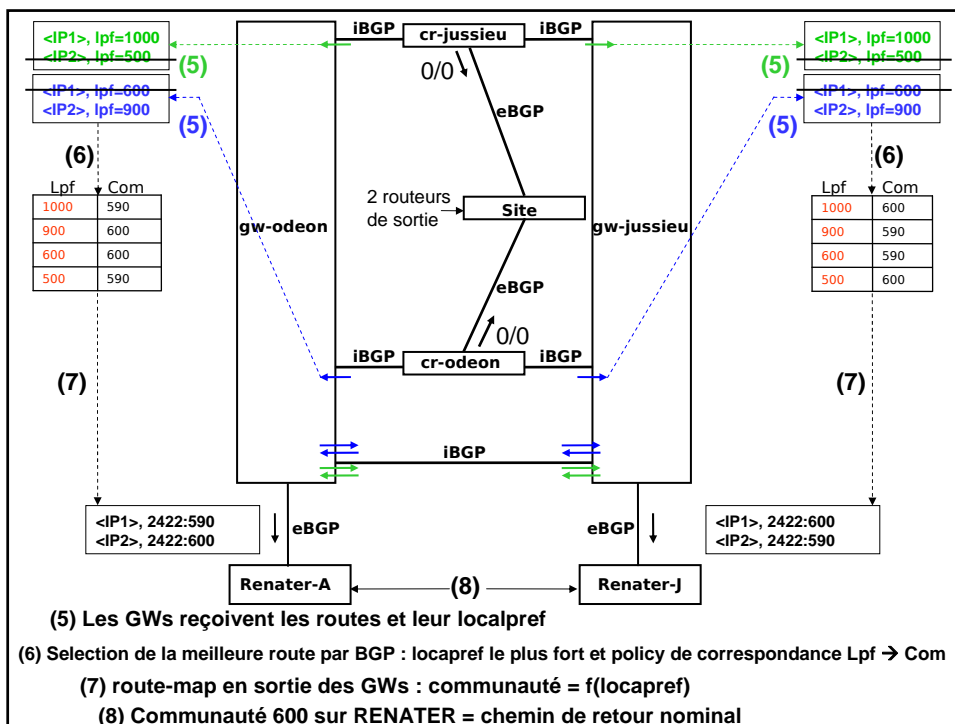 iBGP cr-jussieu iBGP
<IP1>, lpf=1000
<IP2>, lpf=500
(5)
<IP1>, lpf=600
<IP2>, lpf=900
(5)
0/0
eBGP
<IP1>, lpf=1000
<IP2>, lpf=500
(5)
<IP1>, lpf=600
<IP2>, lpf=900
(5)
(6)
Lpf Com
1000 590
900 600
600 600
500 590
gw-odeon
2 routeurs
de sortie
Site
gw-jussieu
(6)
Lpf Com
1000 600
900 590
600 590
500 600
eBGP
0/0
iBGP cr-odeon iBGP
(7)
(7)
iBGP
<IP1>, 2422:590
<IP2>, 2422:600
eBGP
eBGP
<IP1>, 2422:600
<IP2>, 2422:590
Renater-A
(8)
Renater-J
(5) Les GWs reçoivent les routes et leur localpref
(6) Selection de la meilleure route par BGP : locapref le plus fort et policy de correspondance Lpf → Com
(7) route-map en sortie des GWs : communauté = f(locapref)
(8) Communauté 600 sur RENATER = chemin de retour nominal